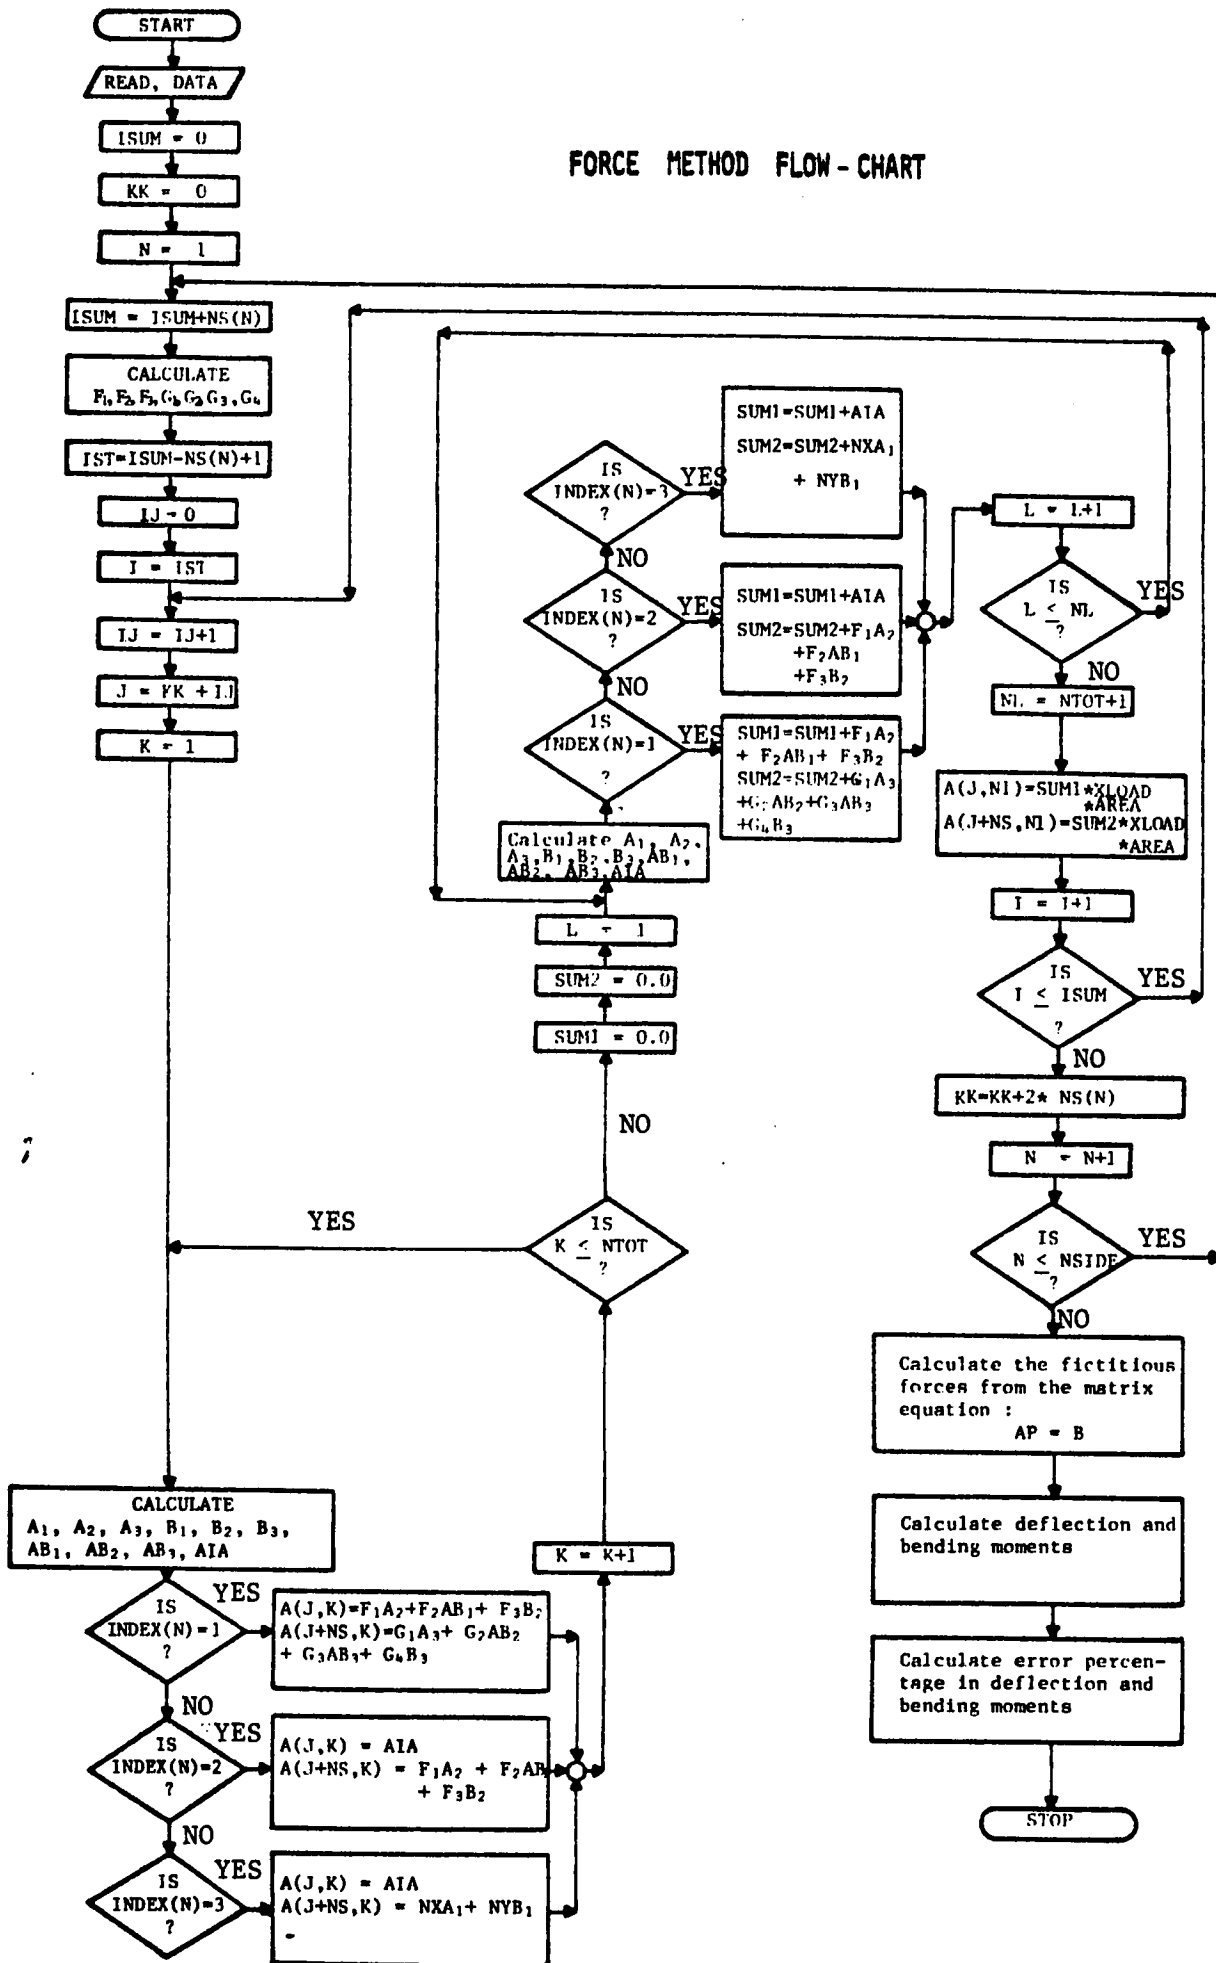 START
READ, DATA
ISUM = 0
KK = 0
N = 1
FORCE METHOD FLOW-CHART
ISUM = ISUM+NS(N)
CALCULATE
F₁,F₂,F₃,G₁,G₂,G₃,G₄
IST=ISUM-NS(N)+1
IJ=0
I = IST
IJ = IJ+1
J = KK + IJ
K = 1
CALCULATE
A₁, A₂, A₃, B₁, B₂, B₃,
AB₁, AB₂, AB₃, AIA
IS
INDEX(N)=1
?
YES
A(J,K)=F₁A₂+F₂AB₁+ F₃B₂
A(J+NS,K)=G₁A₃+ G₂AB₂
+ G₃AB₃+ G₄B₃
NO
IS
INDEX(N)=2
?
YES
A(J,K) = AIA
A(J+NS,K) = F₁A₂ + F₂AB
+ F₃B₂
NO
IS
INDEX(N)=3
?
YES
A(J,K) = AIA
A(J+NS,K) = NXA₁+ NYB₁
K = K+1
IS
K ≤ NTOT
?
YES
NO
SUM1 = 0.0
SUM2 = 0.0
L = 1
Calculate A₁, A₂,
A₃,B₁,B₂,B₃,AB₁,
AB₂, AB₃,AIA
IS
INDEX(N)=1
?
YES
SUM1=SUM1+F₁A₂
+ F₂AB₁+ F₃B₂
SUM2=SUM2+G₁A₃
+G₂AB₂+G₃AB₃
+G₄B₃
NO
IS
INDEX(N)=2
?
YES
SUM1=SUM1+AIA
SUM2=SUM2+F₁A₂
+F₂AB₁
+F₃B₂
NO
IS
INDEX(N)=3
?
YES
SUM1=SUM1+AIA
SUM2=SUM2+NXA₁
+ NYB₁
L = L+1
IS
L ≤ NL
?
YES
NO
NL = NTOT+1
A(J,N1)=SUM1*XLOAD
*AREA
A(J+NS,N1)=SUM2*XLOAD
*AREA
I = I+1
IS
I ≤ ISUM
?
YES
NO
KK=KK+2* NS(N)
N = N+1
IS
N ≤ NSIDE
?
YES
NO
Calculate the fictitious
forces from the matrix
equation :
AP = B
Calculate deflection and
bending moments
Calculate error percen-
tage in deflection and
bending moments
STOP